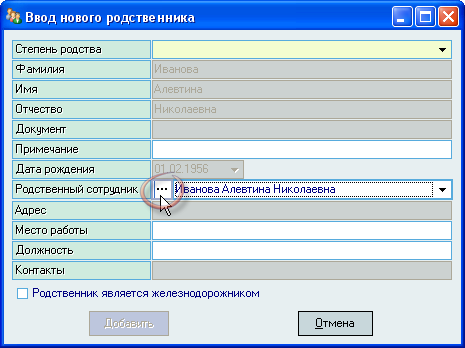 Ввод нового родственника
Степень родства
Фамилия Иванова
Имя Алевтина
Отчество Николаевна
Документ
Примечание
Дата рождения 01.02.1956
Родственный сотрудник ... Иванова Алевтина Николаевна
Адрес
Место работы
Должность
Контакты
Родственник является железнодорожником
Добавить Отмена